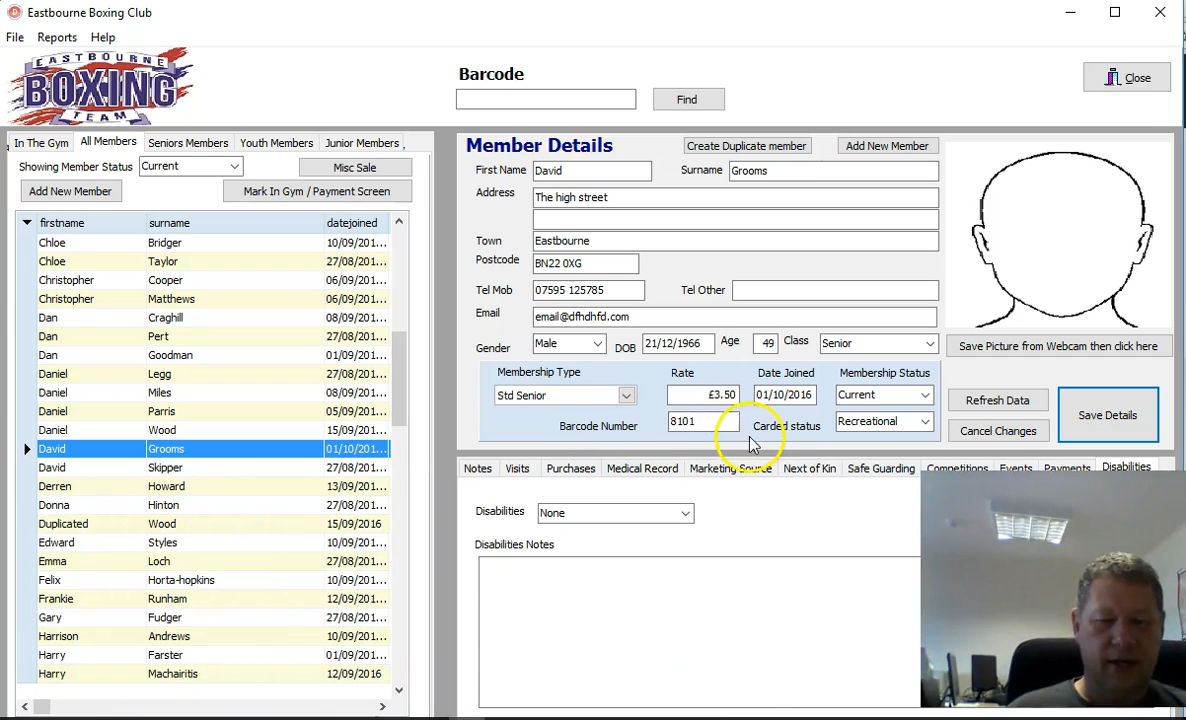 Eastbourne Boxing Club
File Reports Help
EASTBOURNE
BOXING
TEAM
Barcode
Find
Close
In The Gym All Members Seniors Members Youth Members Junior Members
Showing Member Status Current Misc Sale
Add New Member Mark In Gym / Payment Screen
firstname surname datejoined
Chloe Bridger 10/09/201...
Chloe Taylor 27/08/201...
Christopher Cooper 06/09/201...
Christopher Matthews 06/09/201...
Dan Craghill 08/09/201...
Dan Pert 27/08/201...
Dan Goodman 01/09/201...
Daniel Legg 27/08/201...
Daniel Miles 27/08/201...
Daniel Parris 05/09/201...
Daniel Wood 15/09/201...
David Grooms 01/10/201...
David Skipper 27/08/201...
Derren Howard 13/09/201...
Donna Hinton 27/08/201...
Duplicated Wood 15/09/2016
Edward Styles 10/09/201...
Emma Loch 27/08/201...
Felix Horta-hopkins 10/09/201...
Frankie Runham 12/09/201...
Gary Fudger 27/08/201...
Harrison Andrews 10/09/201...
Harry Farster 01/09/201...
Harry Machairitis 12/09/2016
Member Details Create Duplicate member Add New Member
First Name David Surname Grooms
Address The high street
Town Eastbourne
Postcode BN22 0XG
Tel Mob 07595 125785 Tel Other
Email email@dfhdhfd.com
Gender Male DOB 21/12/1966 Age 49 Class Senior
Save Picture from Webcam then click here
Membership Type Rate Date Joined Membership Status
Std Senior £3.50 01/10/2016 Current
Barcode Number 8101 Carded status Recreational
Refresh Data
Cancel Changes
Save Details
Notes Visits Purchases Medical Record Marketing Source Next of Kin Safe Guarding Competitions Events Payments Disabilities
Disabilities None
Disabilities Notes